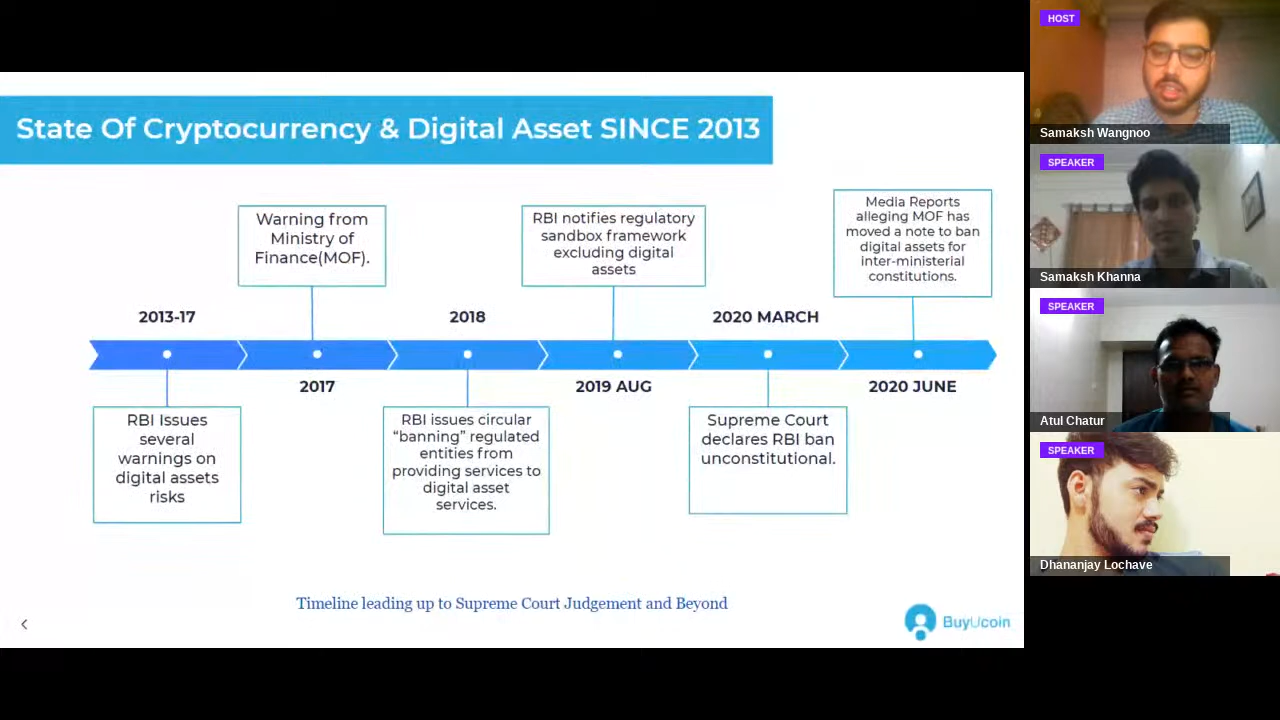 State Of Cryptocurrency & Digital Asset SINCE 2013
Warning from
Ministry of
Finance(MOF).
RBI notifies regulatory
sandbox framework
excluding digital
assets
Media Reports
alleging MOF has
moved a note to ban
digital assets for
inter-ministerial
constitutions.
2013-17
2018
2020 MARCH
2017
2019 AUG
2020 JUNE
RBI Issues
several
warnings on
digital assets
risks
RBI issues circular
“banning” regulated
entities from
providing services to
digital asset
services.
Supreme Court
declares RBI ban
unconstitutional.
Timeline leading up to Supreme Court Judgement and Beyond
BuyUcoin
HOST
Samaksh Wangnoo
SPEAKER
Samaksh Khanna
SPEAKER
Atul Chatur
SPEAKER
Dhananjay Lochave